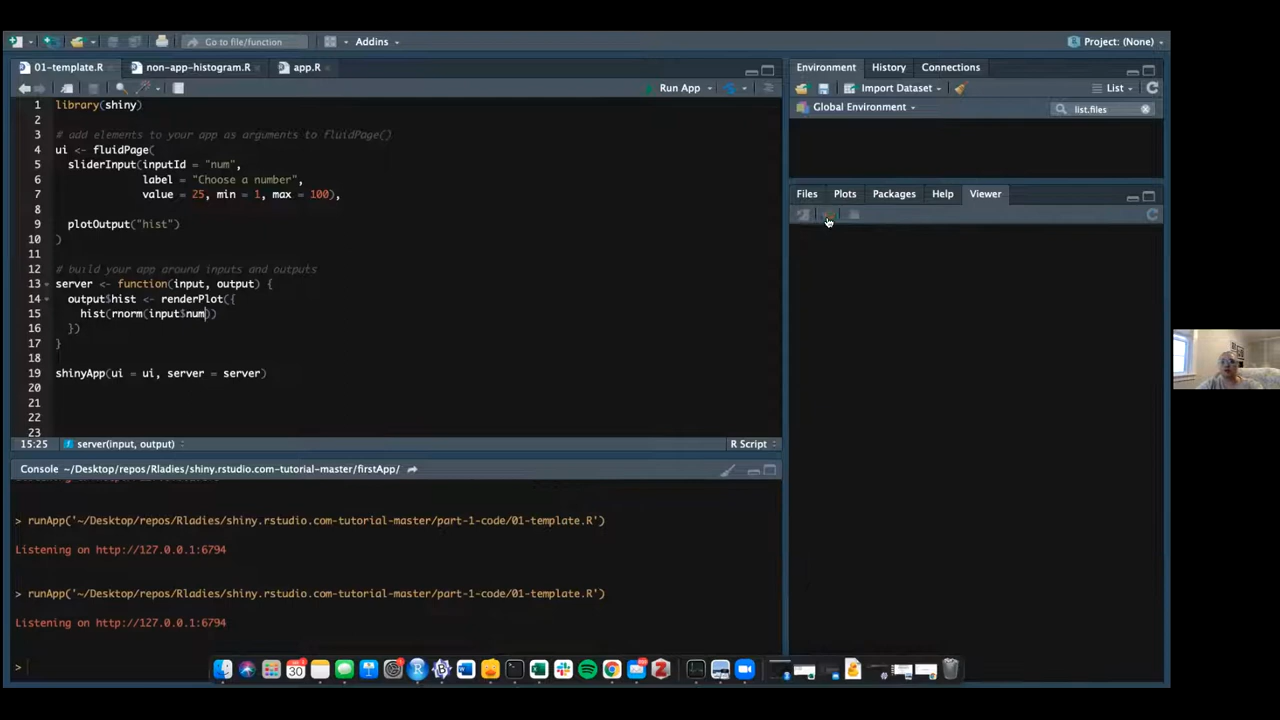 Go to file/function
Addins
Project: (None)
01-template.R
non-app-histogram.R
app.R
Run App
1 library(shiny)
2
3 # add elements to your app as arguments to fluidPage()
4 ui <- fluidPage(
5 sliderInput(inputId = "num",
6 label = "Choose a number",
7 value = 25, min = 1, max = 100),
8
9 plotOutput("hist")
10 )
11
12 # build your app around inputs and outputs
13 server <- function(input, output) {
14 output$hist <- renderPlot({
15 hist(rnorm(input$num))
16 })
17 }
18
19 shinyApp(ui = ui, server = server)
20
21
22
23
15:25 server(input, output) R Script
Console ~/Desktop/repos/Rladies/shiny.rstudio.com-tutorial-master/firstApp/
> runApp('~/Desktop/repos/Rladies/shiny.rstudio.com-tutorial-master/part-1-code/01-template.R')
Listening on http://127.0.0.1:6794
> runApp('~/Desktop/repos/Rladies/shiny.rstudio.com-tutorial-master/part-1-code/01-template.R')
Listening on http://127.0.0.1:6794
>
Environment History Connections
Import Dataset List
Global Environment list.files
Files Plots Packages Help Viewer
30